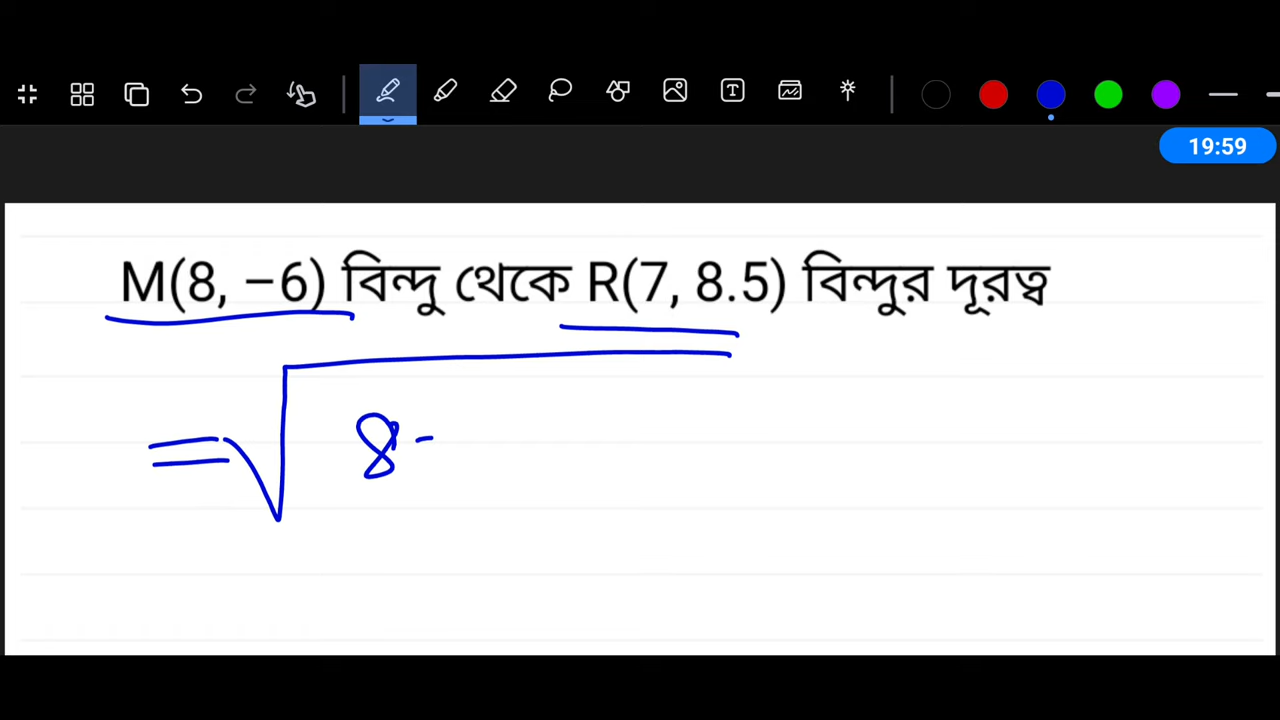 19:59
M(8, −6) বিন্দু থেকে R(7, 8.5) বিন্দুর দূরত্ব
= √ 8 -